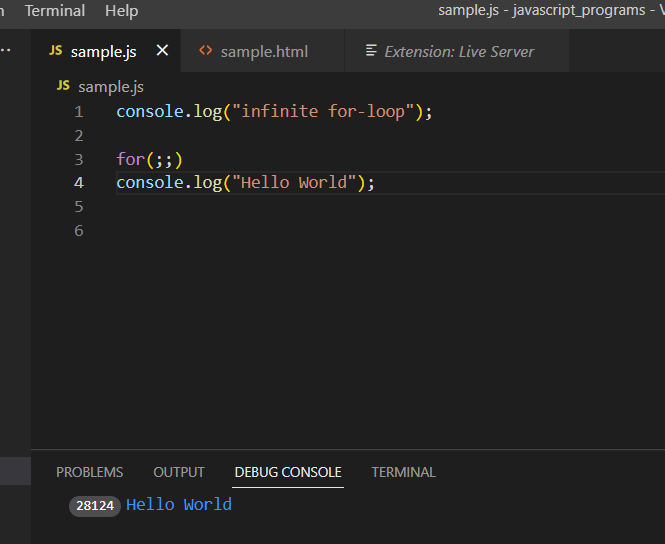 Terminal Help sample.js - javascript_programs - V
JS sample.js sample.html Extension: Live Server
JS sample.js
1 console.log("infinite for-loop");
2
3 for(;;)
4 console.log("Hello World");
5
6
PROBLEMS OUTPUT DEBUG CONSOLE TERMINAL
28124 Hello World